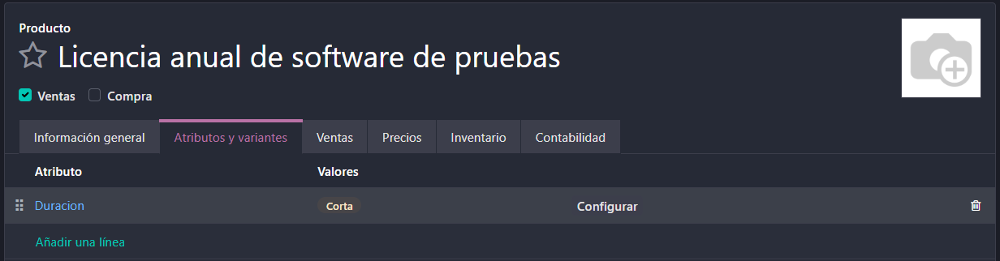 Producto
Licencia anual de software de pruebas
Ventas Compra
Información general Atributos y variantes Ventas Precios Inventario Contabilidad
Atributo Valores
Duracion Corta Configurar
Añadir una línea